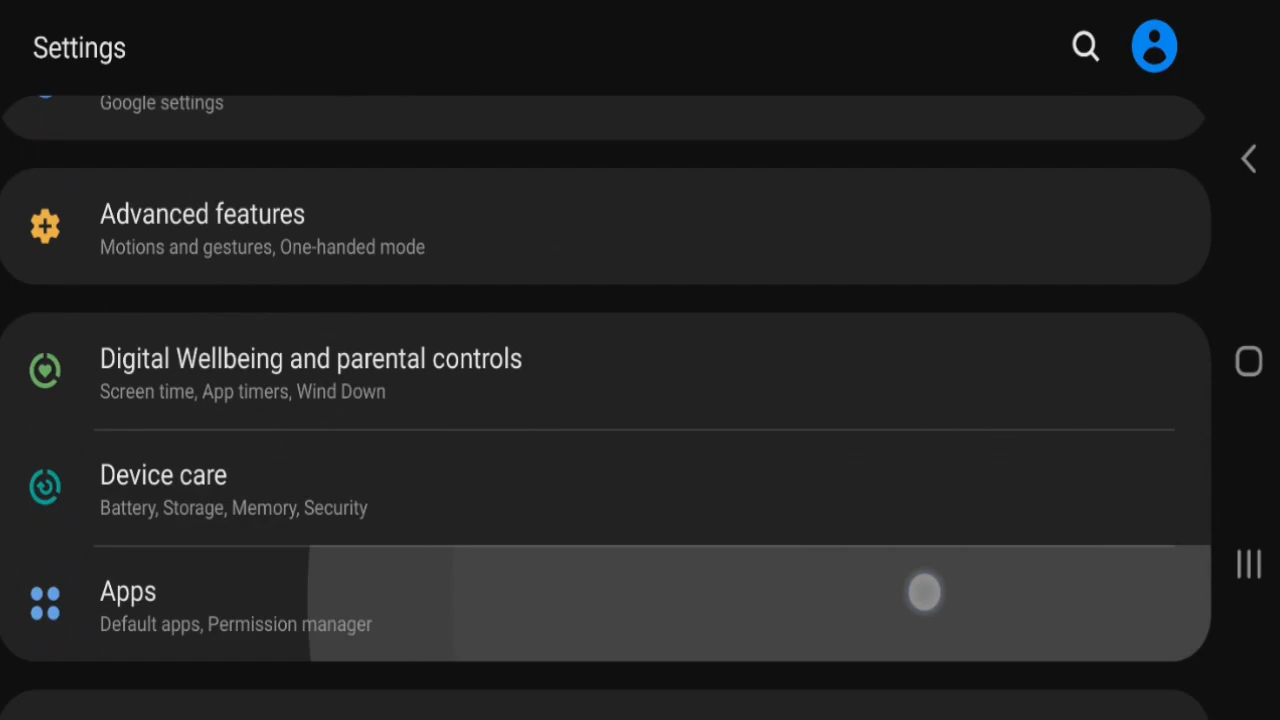 Settings
Google settings
Advanced features
Motions and gestures, One-handed mode
Digital Wellbeing and parental controls
Screen time, App timers, Wind Down
Device care
Battery, Storage, Memory, Security
Apps
Default apps, Permission manager